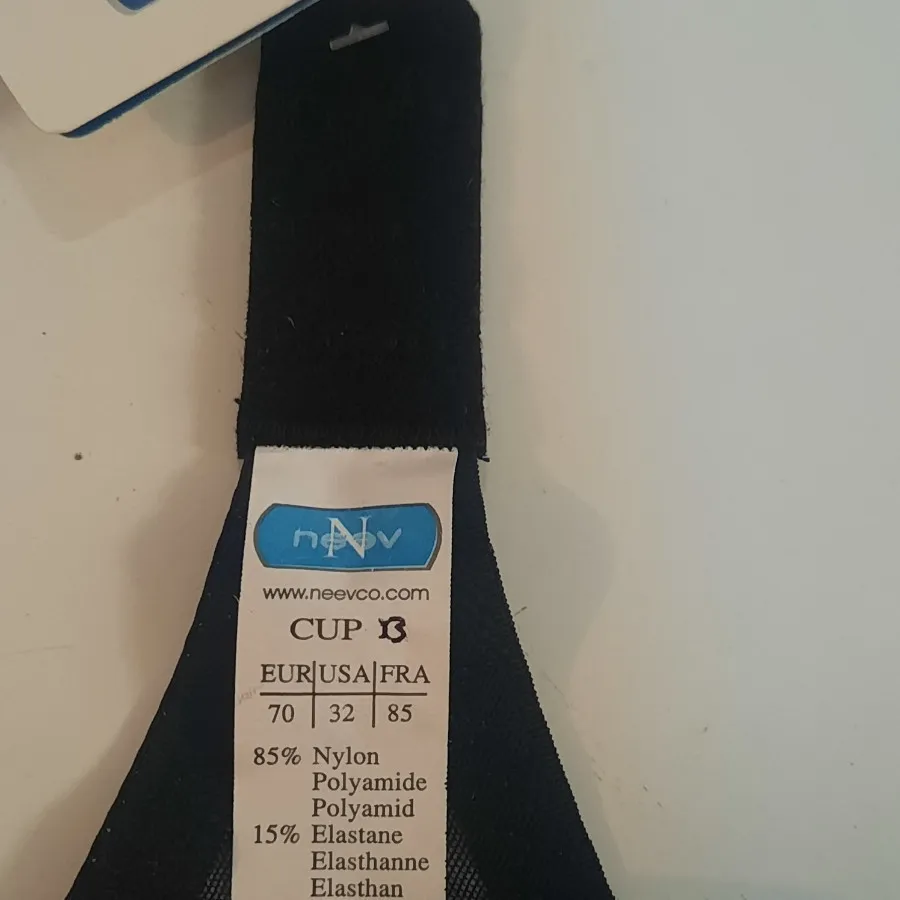 neev
N
www.neevco.com
CUP B
EUR USA FRA
70 32 85
85% Nylon
Polyamide
Polyamid
15% Elastane
Elasthanne
Elasthan